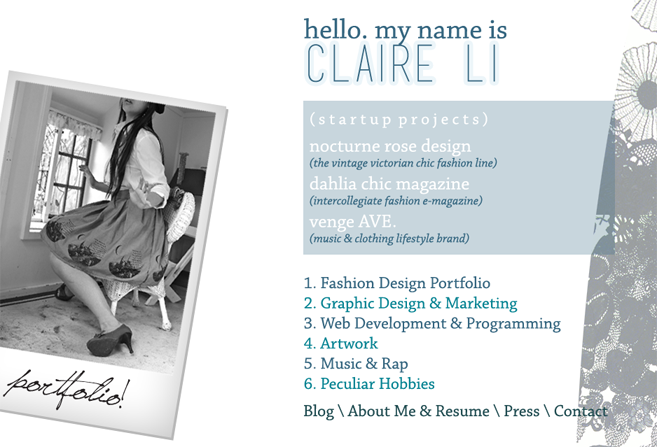 hello. my name is
CLAIRE LI
(startup projects)
nocturne rose design
(the vintage victorian chic fashion line)
dahlia chic magazine
(intercollegiate fashion e-magazine)
venge AVE.
(music & clothing lifestyle brand)
1. Fashion Design Portfolio
2. Graphic Design & Marketing
3. Web Development & Programming
4. Artwork
5. Music & Rap
6. Peculiar Hobbies
Blog \ About Me & Resume \ Press \ Contact
portfolio!